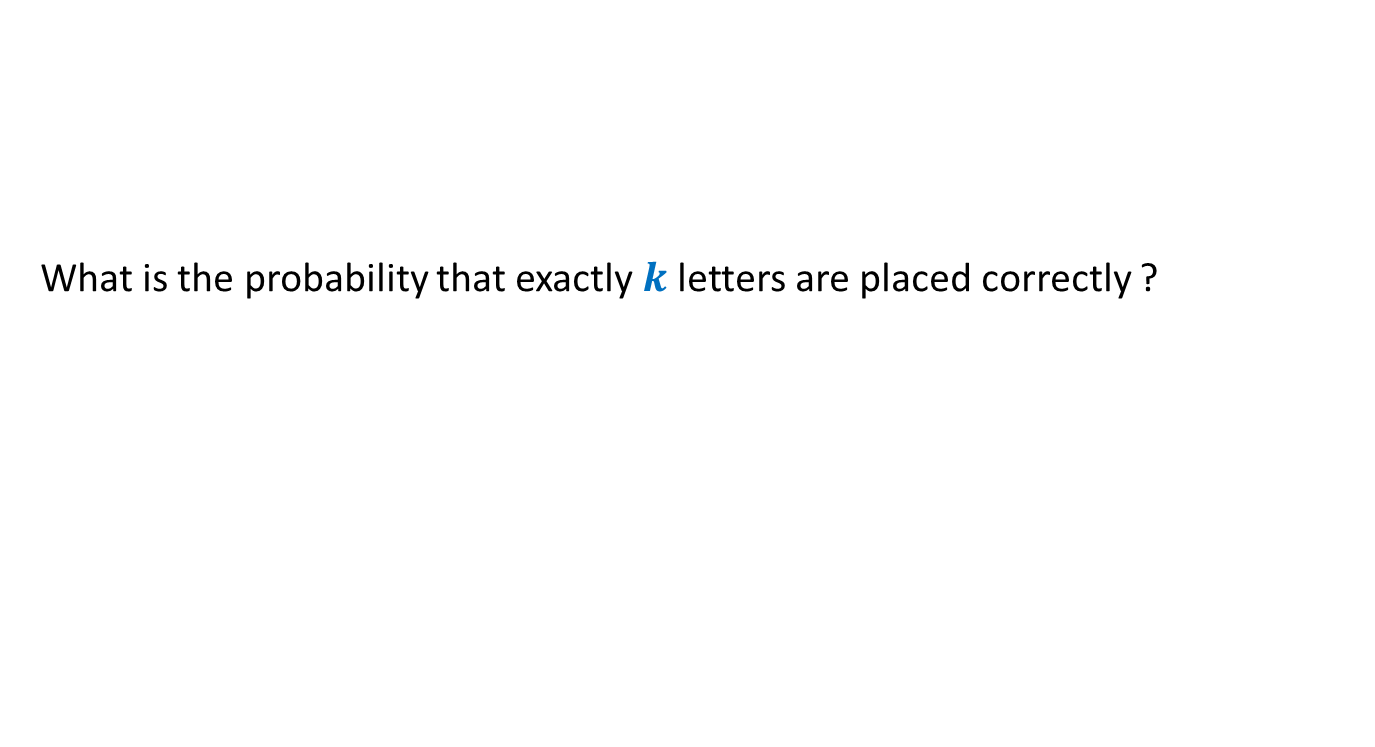 What is the probability that exactly k letters are placed correctly ?